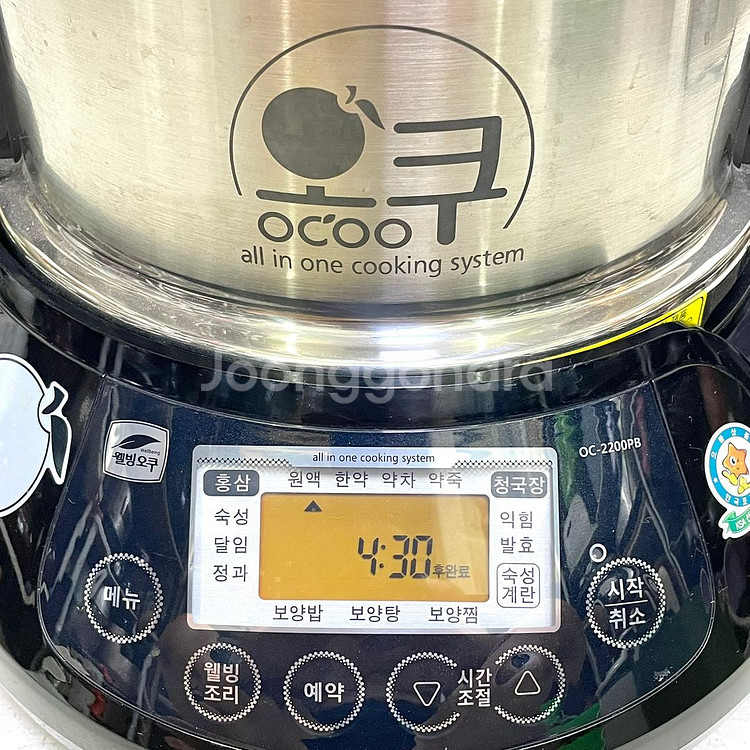 오쿠
OCOO
all in one cooking system
Joonggonara
OC-2200PB
Wellbeing
웰빙오쿠
all in one cooking system
홍삼 원액 한약 약차 약죽 청국장
숙성 익힘
달임 4:30 후완료 발효
정과 숙성
계란
보양밥 보양탕 보양찜
메뉴
시작
취소
웰빙
조리
예약
시간
조절